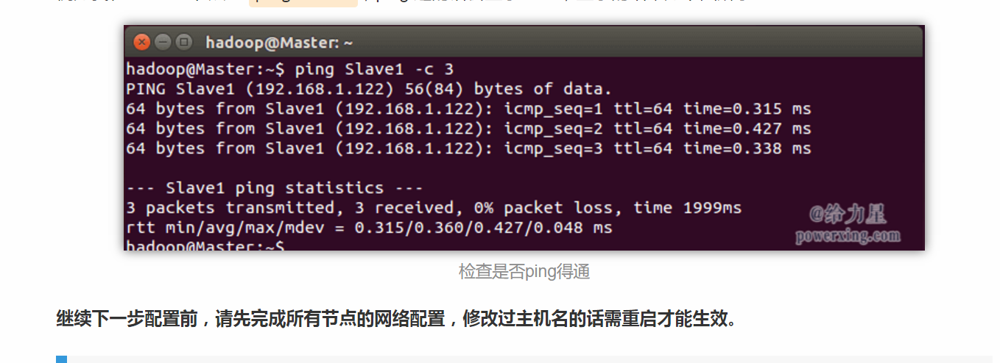 hadoop@Master: ~
hadoop@Master:~$ ping Slave1 -c 3
PING Slave1 (192.168.1.122) 56(84) bytes of data.
64 bytes from Slave1 (192.168.1.122): icmp_seq=1 ttl=64 time=0.315 ms
64 bytes from Slave1 (192.168.1.122): icmp_seq=2 ttl=64 time=0.427 ms
64 bytes from Slave1 (192.168.1.122): icmp_seq=3 ttl=64 time=0.338 ms
--- Slave1 ping statistics ---
3 packets transmitted, 3 received, 0% packet loss, time 1999ms
rtt min/avg/max/mdev = 0.315/0.360/0.427/0.048 ms
hadoop@Master:~$
@给力星
powerxing.com
检查是否ping得通
继续下一步配置前，请先完成所有节点的网络配置，修改过主机名的话需重启才能生效。